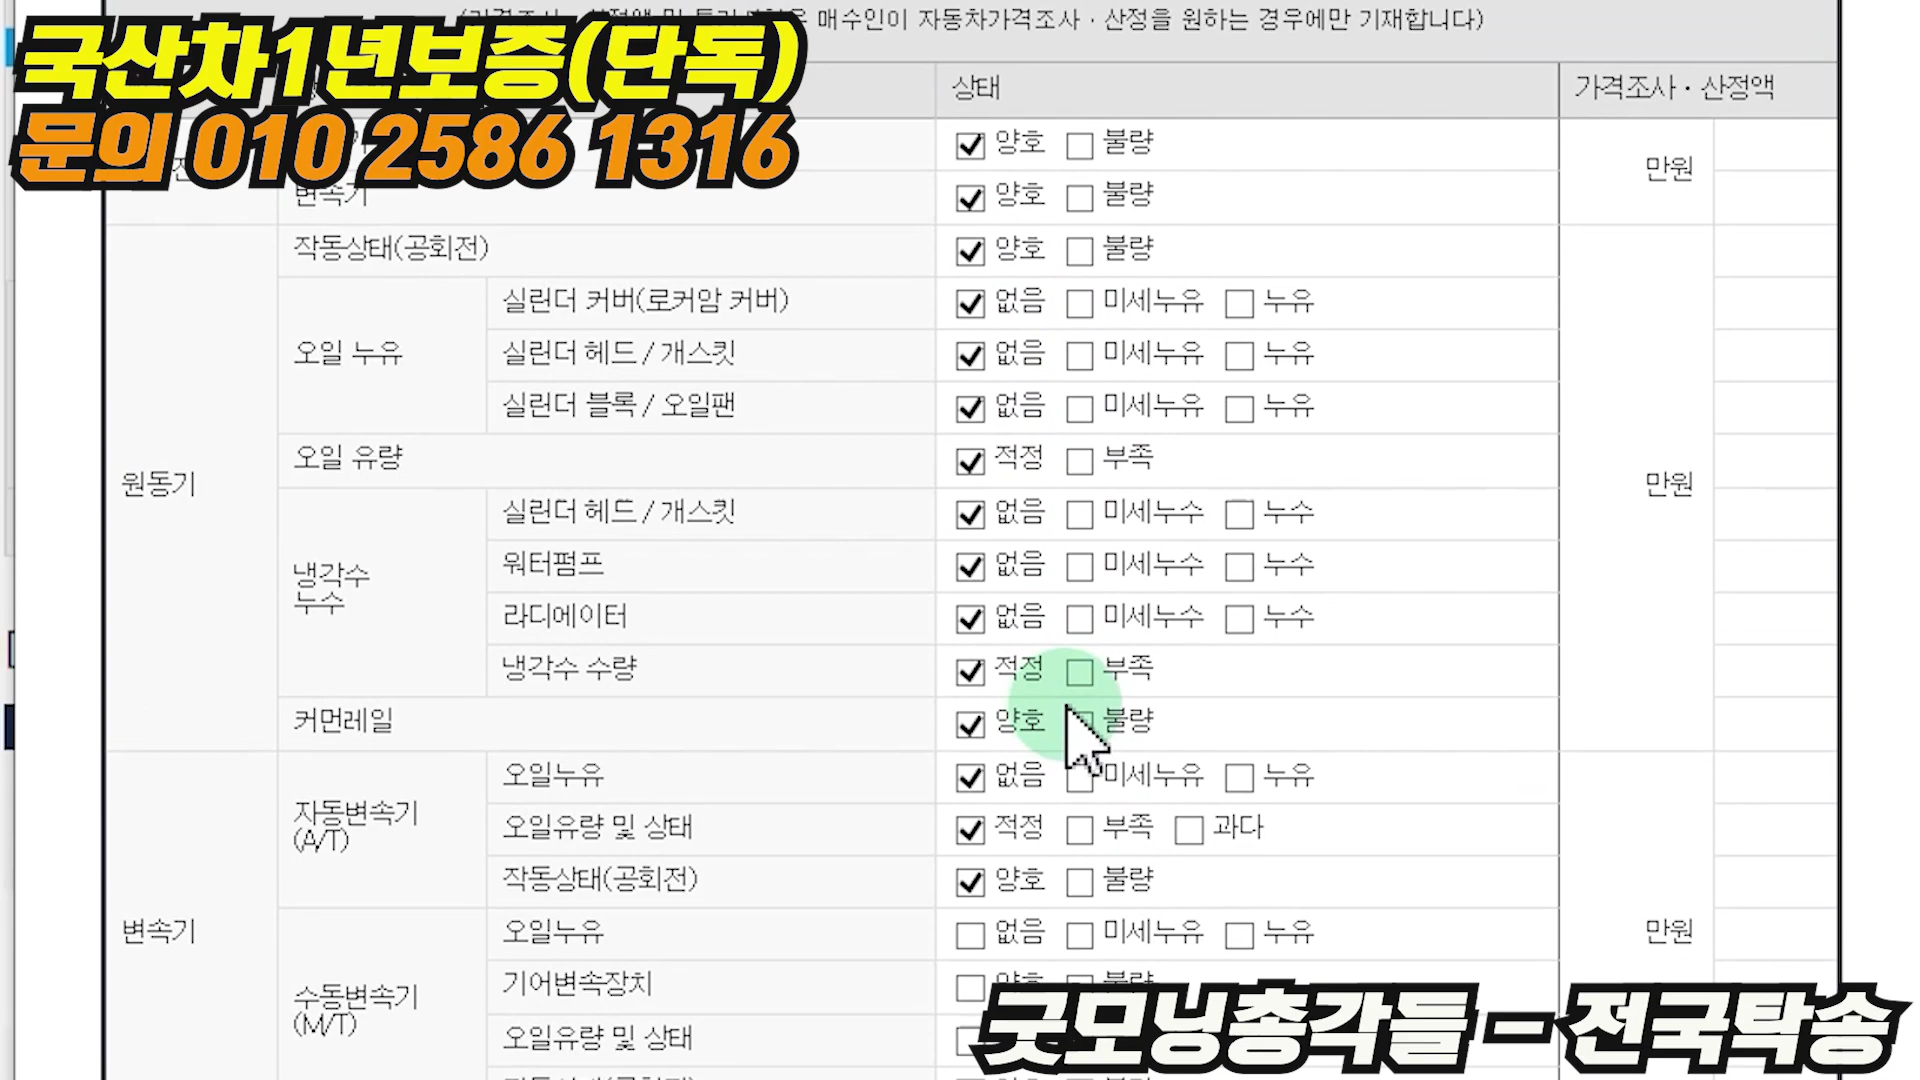 매수인이 자동차가격조사 · 산정을 원하는 경우에만 기재합니다)
국산차1년보증(단독)
문의 010 2586 1316
상태
가격조사 · 산정액
양호 불량
만원
변속기
양호 불량
작동상태(공회전)
양호 불량
실린더 커버(로커암 커버)
없음 미세누유 누유
오일 누유
실린더 헤드 / 개스킷
없음 미세누유 누유
실린더 블록 / 오일팬
없음 미세누유 누유
오일 유량
적정 부족
원동기
만원
실린더 헤드 / 개스킷
없음 미세누수 누수
냉각수
누수
워터펌프
없음 미세누수 누수
라디에이터
없음 미세누수 누수
냉각수 수량
적정 부족
커먼레일
양호 불량
자동변속기
(A/T)
오일누유
없음 미세누유 누유
오일유량 및 상태
적정 부족 과다
작동상태(공회전)
양호 불량
변속기
만원
수동변속기
(M/T)
오일누유
없음 미세누유 누유
기어변속장치
양호 불량
오일유량 및 상태
굿모닝총각들 - 전국탁송